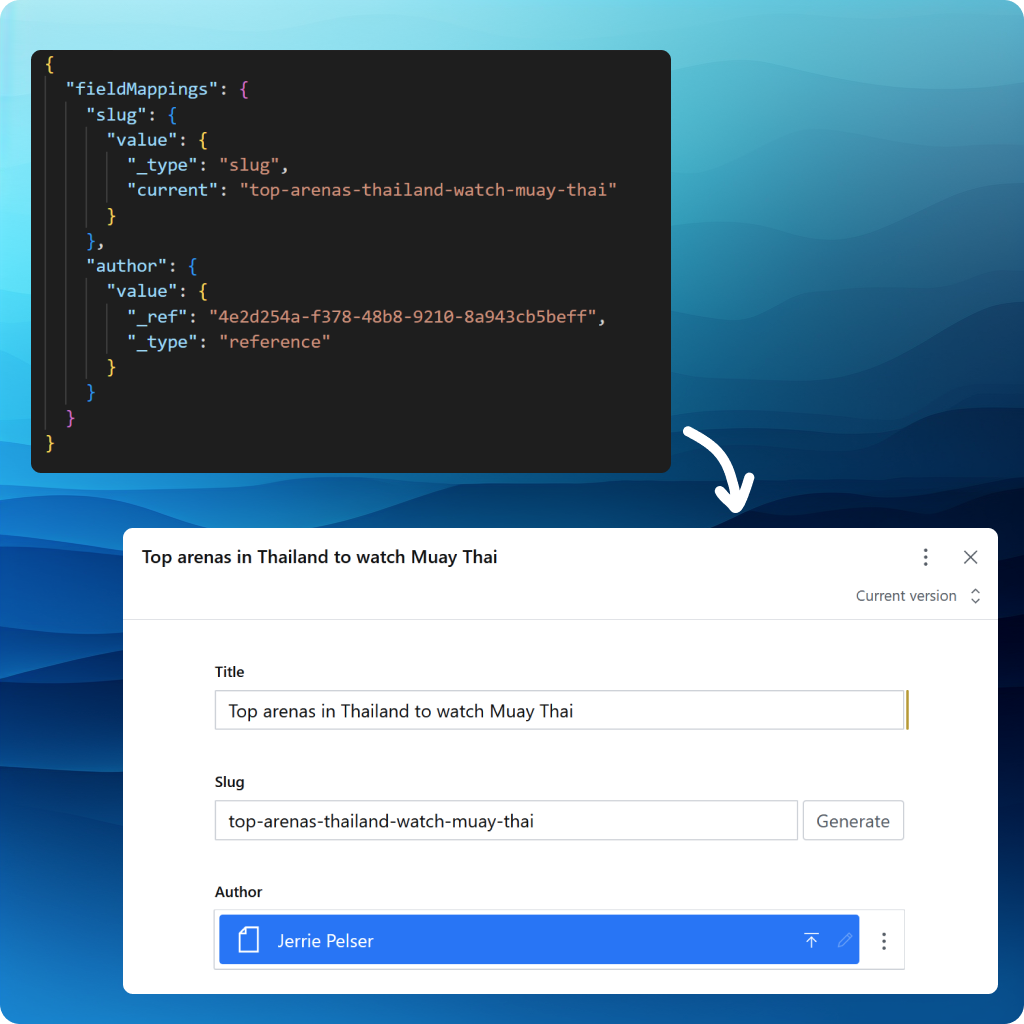 {
  "fieldMappings": {
    "slug": {
      "value": {
        "_type": "slug",
        "current": "top-arenas-thailand-watch-muay-thai"
      }
    },
    "author": {
      "value": {
        "_ref": "4e2d254a-f378-48b8-9210-8a943cb5beff",
        "_type": "reference"
      }
    }
  }
}
Top arenas in Thailand to watch Muay Thai
Current version
Title
Top arenas in Thailand to watch Muay Thai
Slug
top-arenas-thailand-watch-muay-thai Generate
Author
Jerrie Pelser